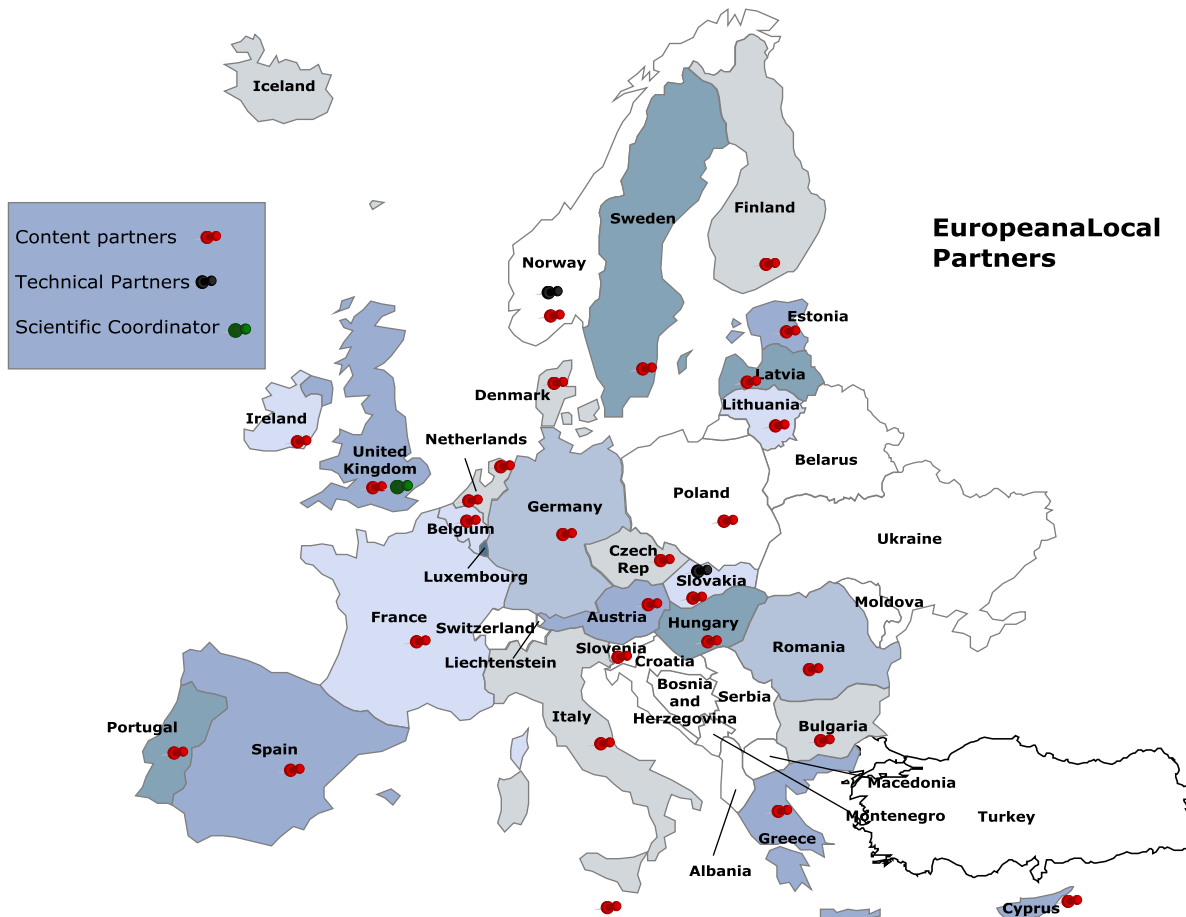 Iceland
Content partners
Technical Partners
Scientific Coordinator
EuropeanaLocal
Partners
Sweden
Finland
Norway
Estonia
Latvia
Lithuania
Denmark
Ireland
Netherlands
United
Kingdom
Belarus
Poland
Germany
Belgium
Ukraine
Czech
Rep
Luxembourg
Slovakia
Moldova
France
Austria
Hungary
Switzerland
Slovenia
Romania
Liechtenstein
Croatia
Bosnia
and
Herzegovina
Serbia
Italy
Bulgaria
Portugal
Spain
Macedonia
Montenegro
Turkey
Greece
Albania
Cyprus